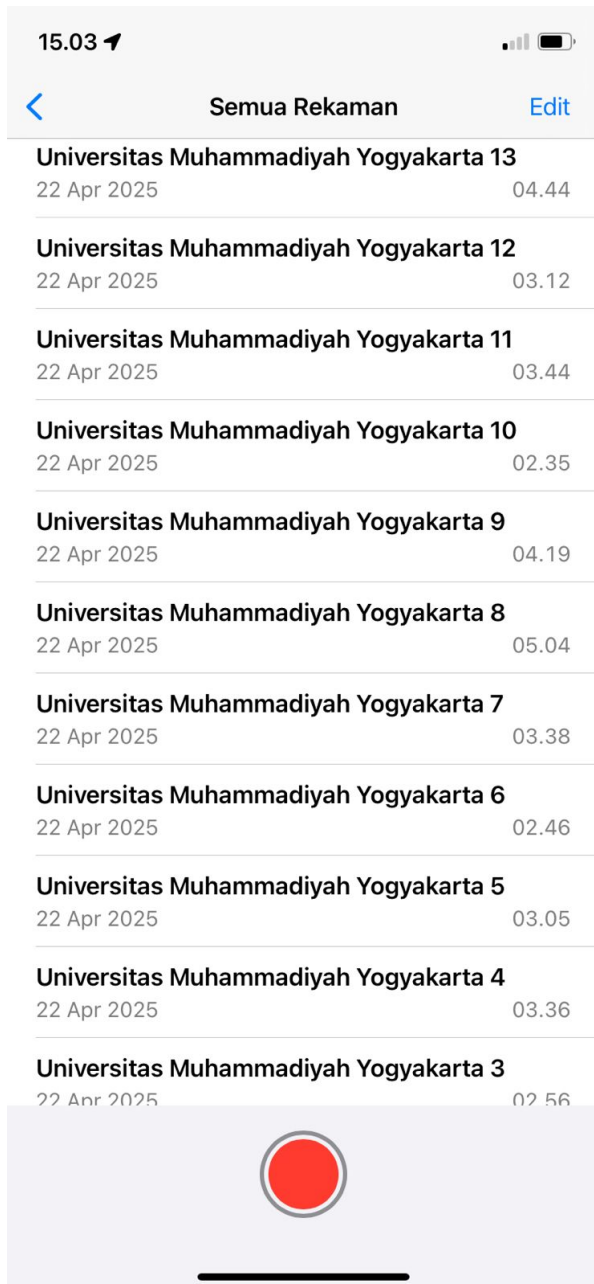 15.03
Semua Rekaman
Edit
Universitas Muhammadiyah Yogyakarta 13
22 Apr 2025 04.44
Universitas Muhammadiyah Yogyakarta 12
22 Apr 2025 03.12
Universitas Muhammadiyah Yogyakarta 11
22 Apr 2025 03.44
Universitas Muhammadiyah Yogyakarta 10
22 Apr 2025 02.35
Universitas Muhammadiyah Yogyakarta 9
22 Apr 2025 04.19
Universitas Muhammadiyah Yogyakarta 8
22 Apr 2025 05.04
Universitas Muhammadiyah Yogyakarta 7
22 Apr 2025 03.38
Universitas Muhammadiyah Yogyakarta 6
22 Apr 2025 02.46
Universitas Muhammadiyah Yogyakarta 5
22 Apr 2025 03.05
Universitas Muhammadiyah Yogyakarta 4
22 Apr 2025 03.36
Universitas Muhammadiyah Yogyakarta 3
22 Apr 2025 02.56